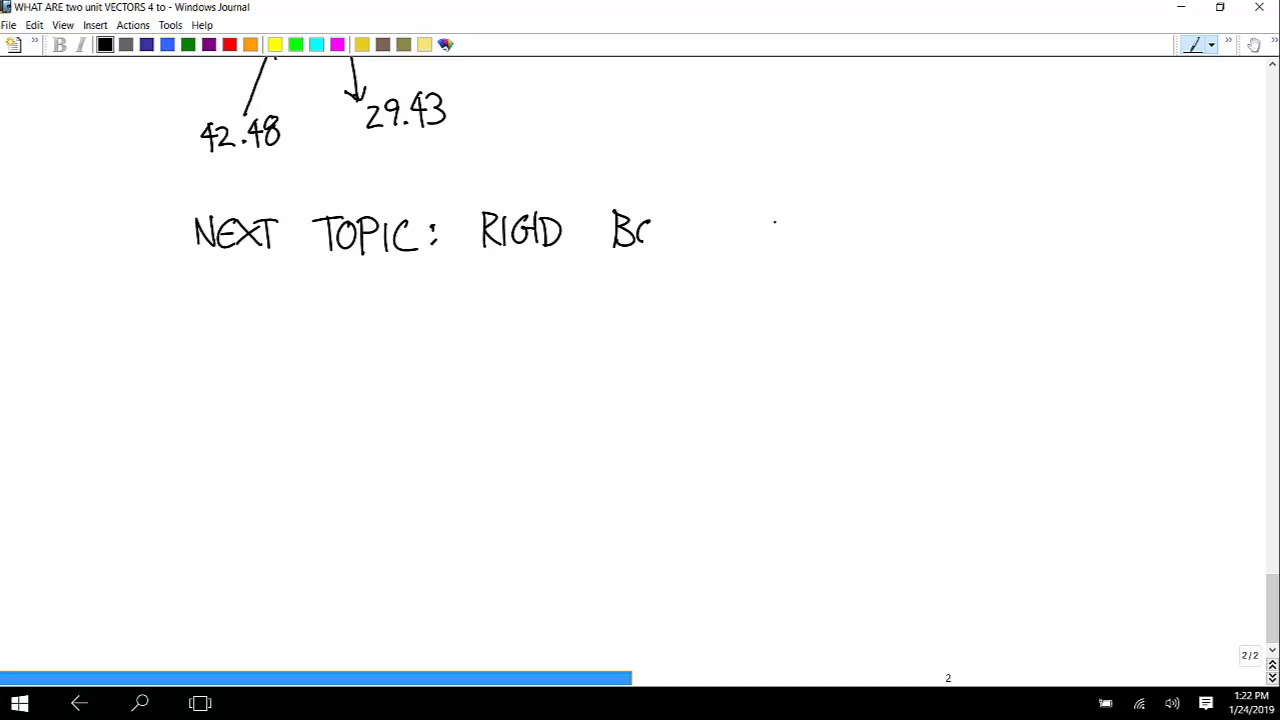 WHAT ARE two unit VECTORS 4 to - Windows Journal
File Edit View Insert Actions Tools Help
B I
42.48 29.43
NEXT TOPIC: RIGID BC
2/2
2
1:22 PM
1/24/2019